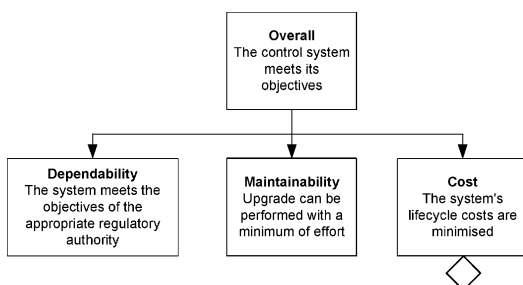 Overall
The control system
meets its
objectives
Dependability
The system meets the
objectives of the
appropriate regulatory
authority
Maintainability
Upgrade can be
performed with a
minimum of effort
Cost
The system's
lifecycle costs are
minimised